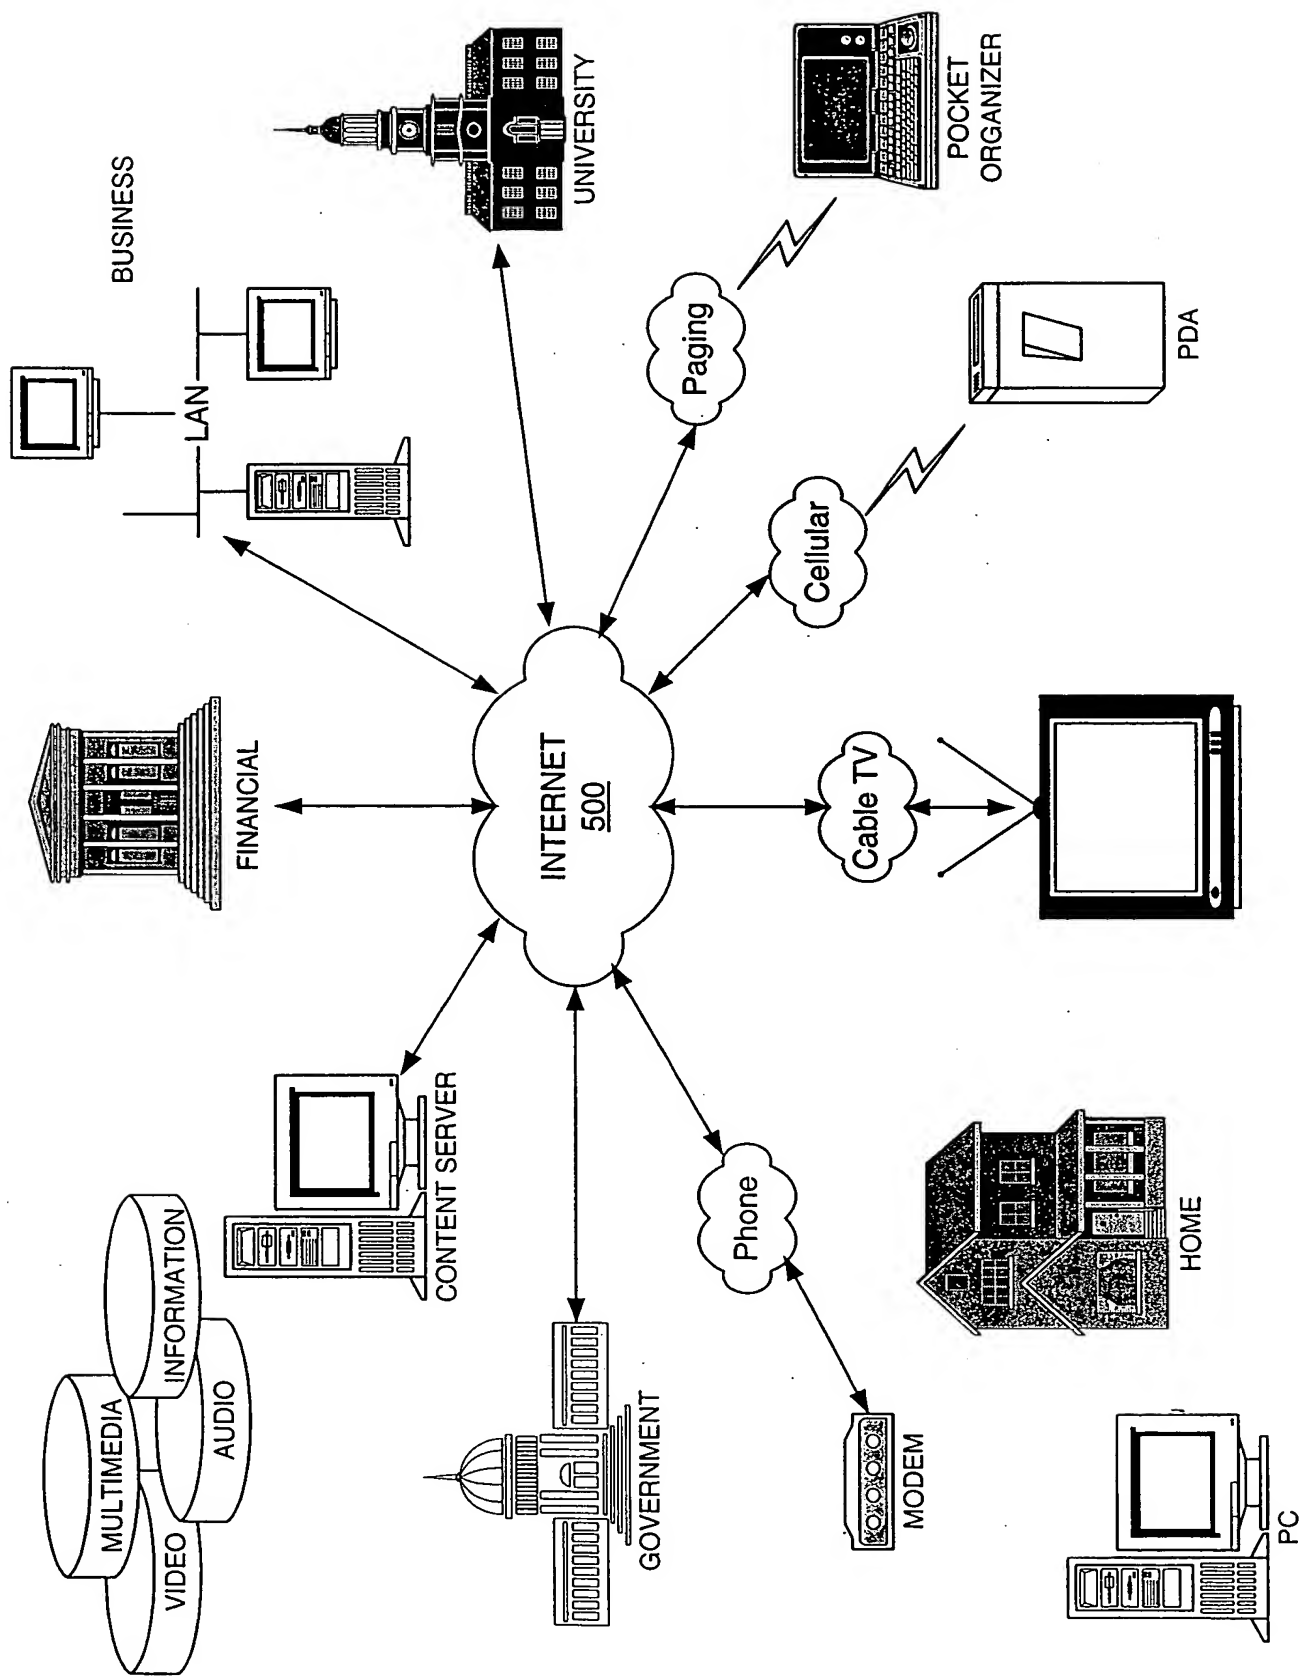 MULTIMEDIA
VIDEO
INFORMATION
AUDIO
CONTENT SERVER
FINANCIAL
BUSINESS
LAN
GOVERNMENT
INTERNET
500
UNIVERSITY
Phone
Cable TV
Cellular
Paging
MODEM
POCKET
ORGANIZER
HOME
PDA
PC